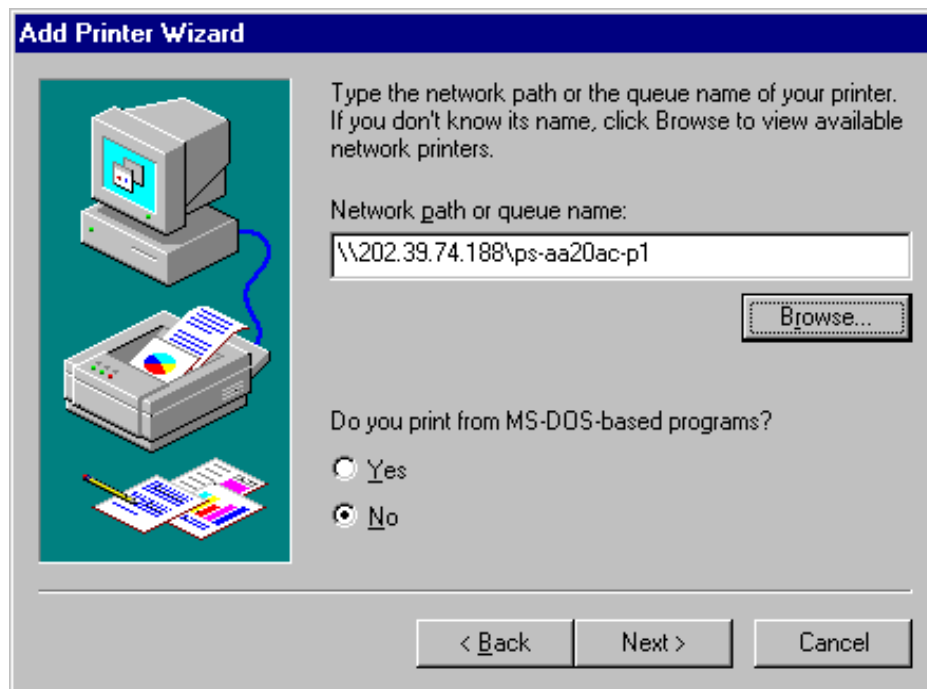 Add Printer Wizard
Type the network path or the queue name of your printer.
If you don't know its name, click Browse to view available
network printers.
Network path or queue name:
\\202.39.74.188\ps-aa20ac-p1
Browse...
Do you print from MS-DOS-based programs?
Yes
No
< Back Next > Cancel